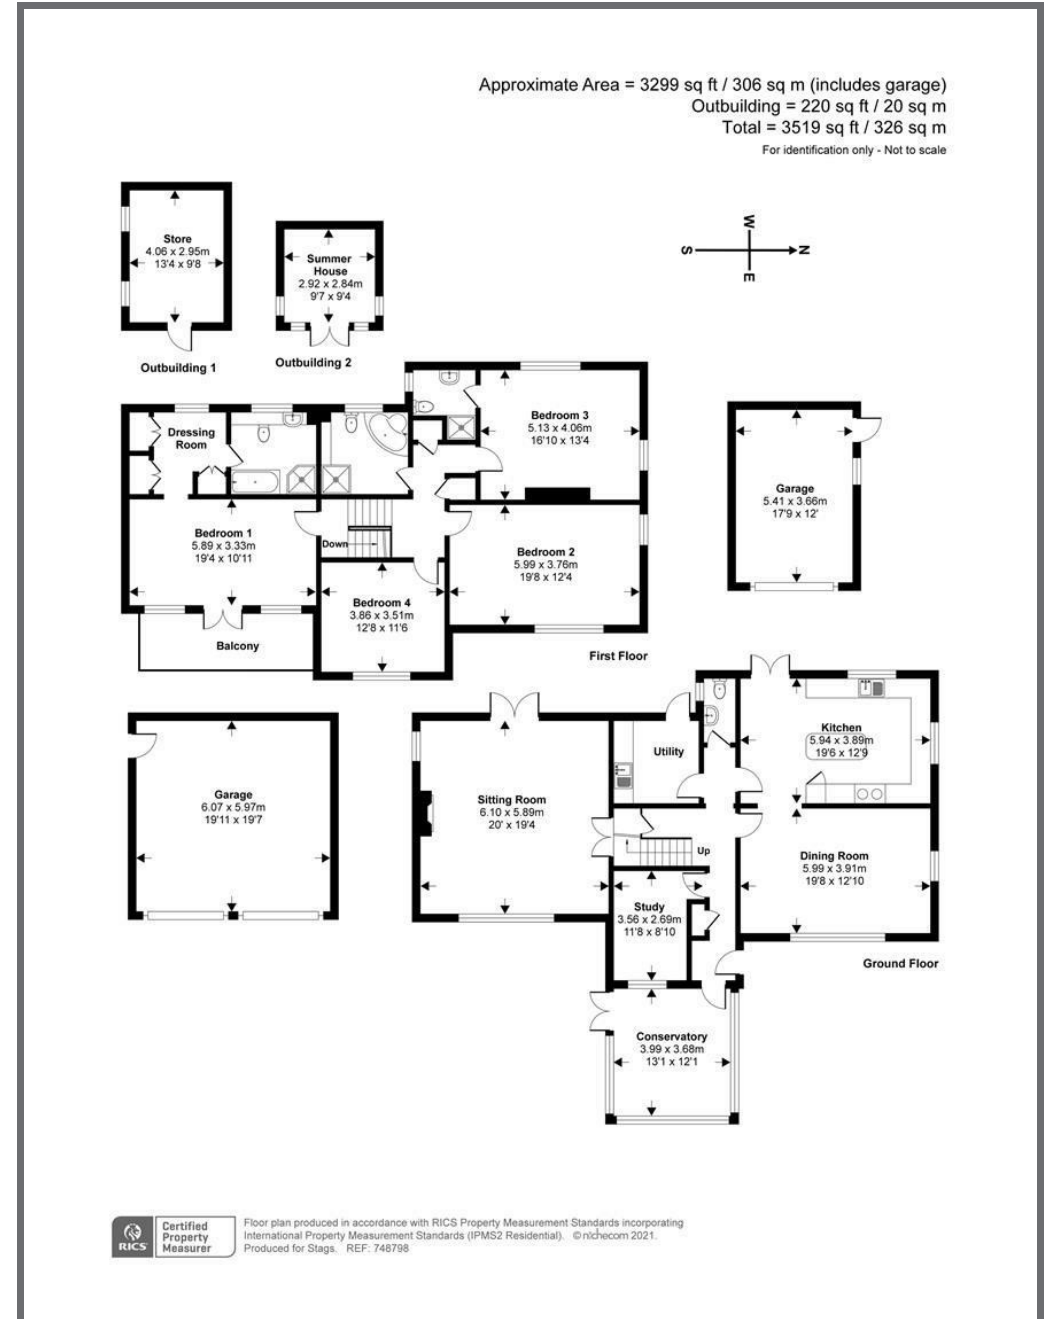 Approximate Area = 3299 sq ft / 306 sq m (includes garage)
Outbuilding = 220 sq ft / 20 sq m
Total = 3519 sq ft / 326 sq m
For identification only - Not to scale
W
S
N
E
Store
4.06 x 2.95m
13'4 x 9'8
Outbuilding 1
Summer
House
2.92 x 2.84m
9'7 x 9'4
Outbuilding 2
Dressing
Room
Bedroom 3
5.13 x 4.06m
16'10 x 13'4
Bedroom 1
5.89 x 3.33m
19'4 x 10'11
Down
Bedroom 2
5.99 x 3.76m
19'8 x 12'4
Bedroom 4
3.86 x 3.51m
12'8 x 11'6
Balcony
First Floor
Garage
5.41 x 3.66m
17'9 x 12'
Garage
6.07 x 5.97m
19'11 x 19'7
Sitting Room
6.10 x 5.89m
20' x 19'4
Utility
Kitchen
5.94 x 3.89m
19'6 x 12'9
Up
Dining Room
5.99 x 3.91m
19'8 x 12'10
Study
3.56 x 2.69m
11'8 x 8'10
Ground Floor
Conservatory
3.99 x 3.68m
13'1 x 12'1
RICS
Certified
Property
Measurer
Floor plan produced in accordance with RICS Property Measurement Standards incorporating
International Property Measurement Standards (IPMS2 Residential). © nichecom 2021.
Produced for Stags. REF: 748798